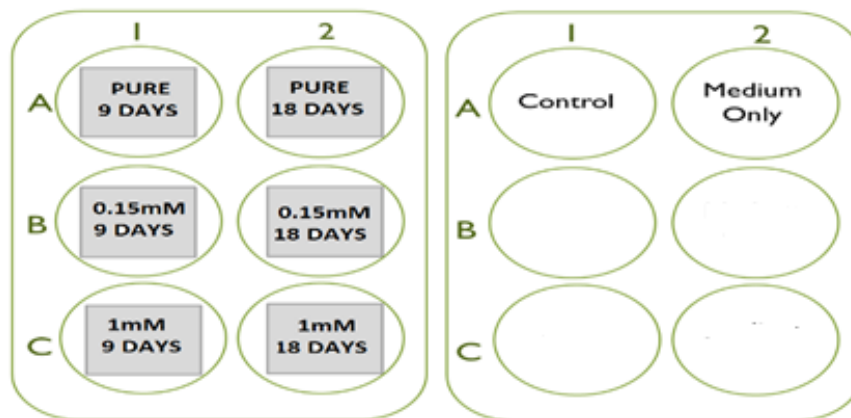 1 2
A PURE 9 DAYS PURE 18 DAYS
B 0.15mM 9 DAYS 0.15mM 18 DAYS
C 1mM 9 DAYS 1mM 18 DAYS
1 2
A Control Medium Only
B
C